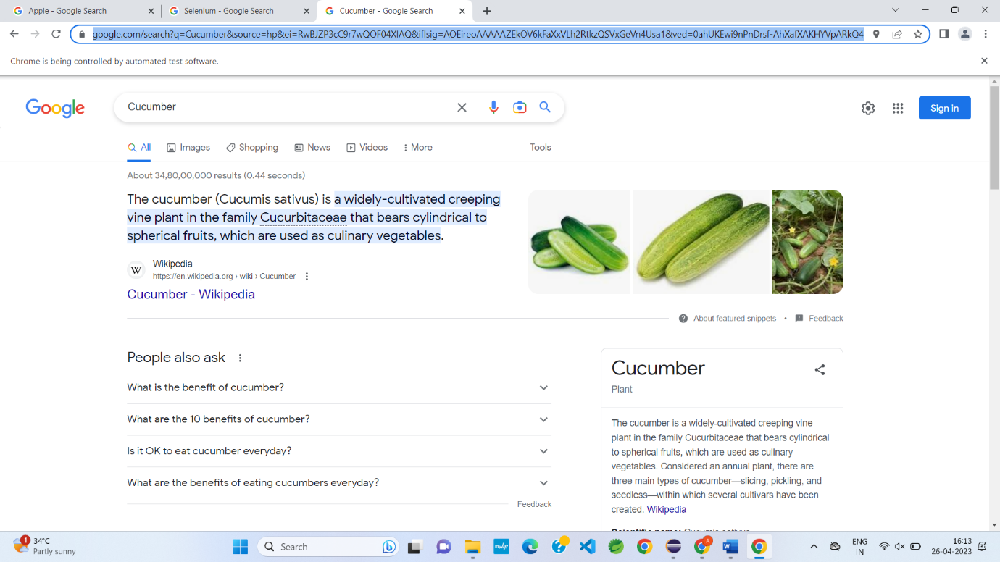 Apple - Google Search
Selenium - Google Search
Cucumber - Google Search
google.com/search?q=Cucumber&source=hp&ei=RwBJZP3cC9r7wQOF04XIAQ&iflsig=AOEireoAAAAAZEkOV6kFaXxVLh2RtkzQSVxGeVn4Usa1&ved=0ahUKEwi9nPnDrsf-AhXafXAKHYVpARkQ4
Chrome is being controlled by automated test software.
Google
Cucumber
Sign in
All
Images
Shopping
News
Videos
More
Tools
About 34,80,00,000 results (0.44 seconds)
The cucumber (Cucumis sativus) is a widely-cultivated creeping
vine plant in the family Cucurbitaceae that bears cylindrical to
spherical fruits, which are used as culinary vegetables.
W
Wikipedia
https://en.wikipedia.org › wiki › Cucumber
Cucumber - Wikipedia
About featured snippets • Feedback
People also ask
What is the benefit of cucumber?
What are the 10 benefits of cucumber?
Is it OK to eat cucumber everyday?
What are the benefits of eating cucumbers everyday?
Feedback
Cucumber
Plant
The cucumber is a widely-cultivated creeping vine
plant in the family Cucurbitaceae that bears cylindrical
to spherical fruits, which are used as culinary
vegetables. Considered an annual plant, there are
three main types of cucumber—slicing, pickling, and
seedless—within which several cultivars have been
created. Wikipedia
Scientific name: Cucumis sativus
1
34°C
Partly sunny
Search
myhp
A
W
ENG
IN
16:13
26-04-2023